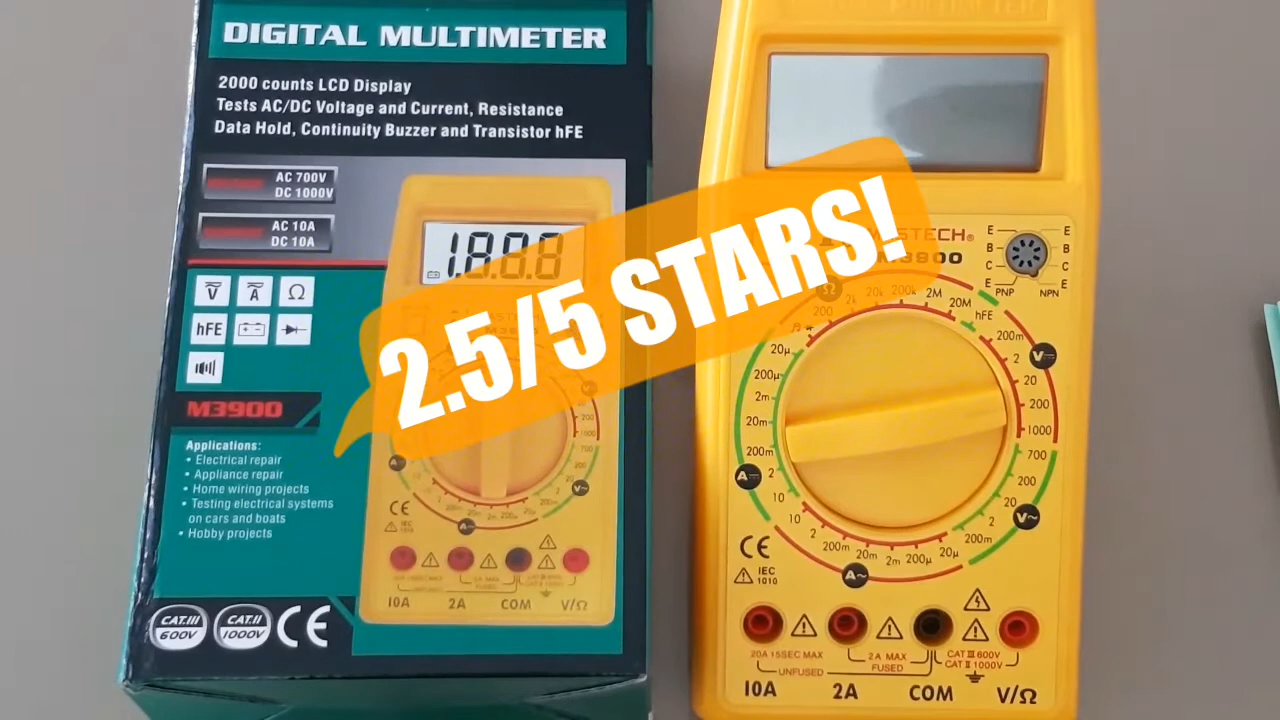 DIGITAL MULTIMETER
2000 counts LCD Display
Tests AC/DC Voltage and Current, Resistance
Data Hold, Continuity Buzzer and Transistor hFE
AC 700V
DC 1000V
AC 10A
DC 10A
1.8.8.8
V
A
Ω
hFE
M3900
Applications:
• Electrical repair
• Appliance repair
• Home wiring projects
• Testing electrical systems
on cars and boats
• Hobby projects
CAT.III
600V
CAT.II
1000V
CE
CE
10A
2A
COM
V/Ω
2.5/5 STARS!
TECH®
M3900
E
B
C
E
PNP
E
B
C
E
NPN
Ω
200
2k
20k
200k
2M
20M
hFE
200m
2
20
200
1000
V
700
200
20
2
200m
V~
20µ
200µ
2m
20m
200m
2
10
A
10
2
200m
20m
2m
200µ
20µ
A~
CE
IEC
1010
20A 15SEC MAX
UNFUSED
2A MAX
FUSED
CAT III 600V
CAT II 1000V
10A
2A
COM
V/Ω